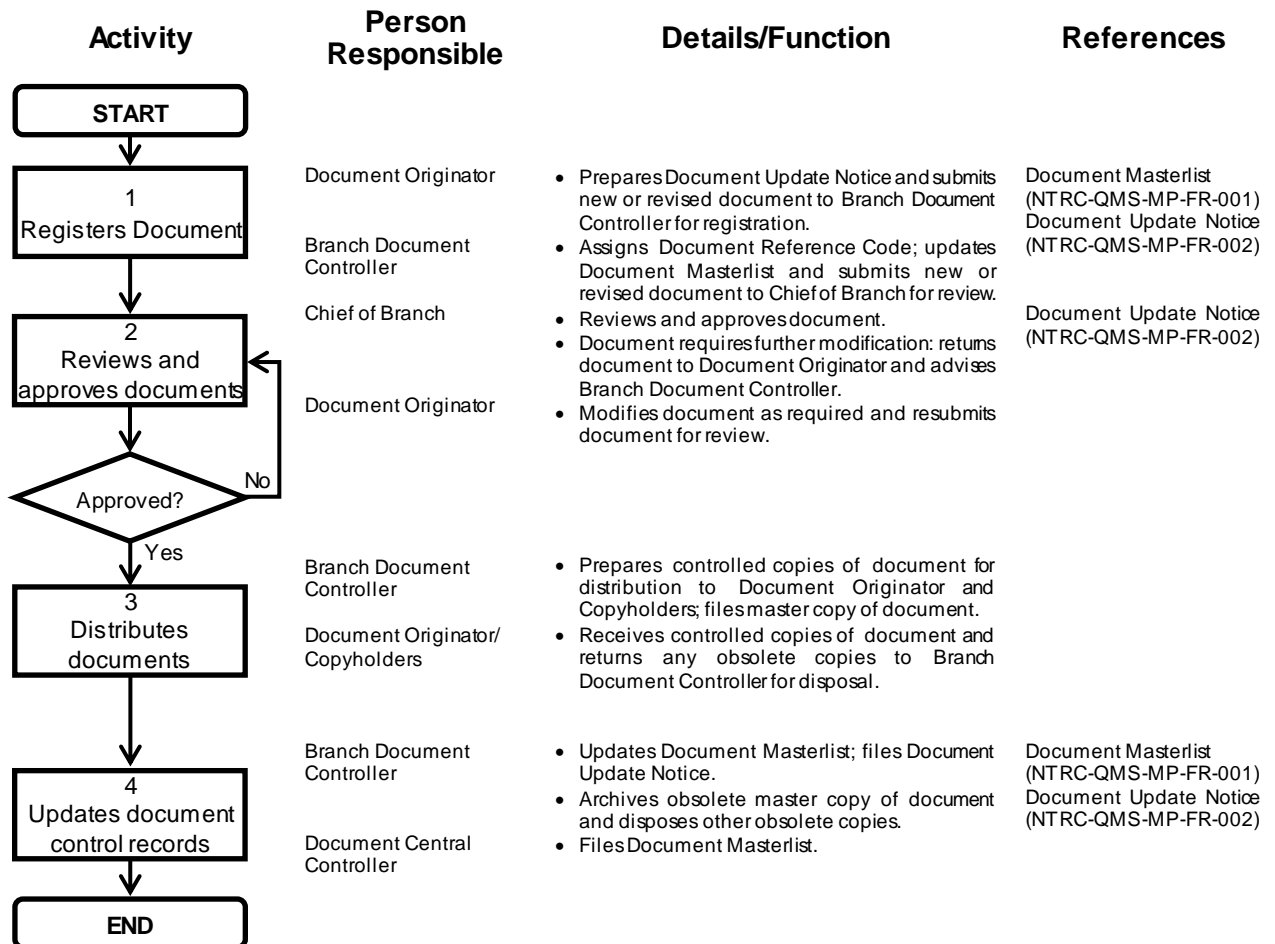 Activity
Person
Responsible
Details/Function
References
START
1
Registers Document
Document Originator
Branch Document
Controller
• Prepares Document Update Notice and submits
new or revised document to Branch Document
Controller for registration.
• Assigns Document Reference Code; updates
Document Masterlist and submits new or
revised document to Chief of Branch for review.
Document Masterlist
(NTRC-QMS-MP-FR-001)
Document Update Notice
(NTRC-QMS-MP-FR-002)
2
Reviews and
approves documents
Chief of Branch
Document Originator
• Reviews and approves document.
• Document requires further modification: returns
document to Document Originator and advises
Branch Document Controller.
• Modifies document as required and resubmits
document for review.
Document Update Notice
(NTRC-QMS-MP-FR-002)
Approved?
No
Yes
3
Distributes
documents
Branch Document
Controller
Document Originator/
Copyholders
• Prepares controlled copies of document for
distribution to Document Originator and
Copyholders; files master copy of document.
• Receives controlled copies of document and
returns any obsolete copies to Branch
Document Controller for disposal.
4
Updates document
control records
Branch Document
Controller
Document Central
Controller
• Updates Document Masterlist; files Document
Update Notice.
• Archives obsolete master copy of document
and disposes other obsolete copies.
• Files Document Masterlist.
Document Masterlist
(NTRC-QMS-MP-FR-001)
Document Update Notice
(NTRC-QMS-MP-FR-002)
END